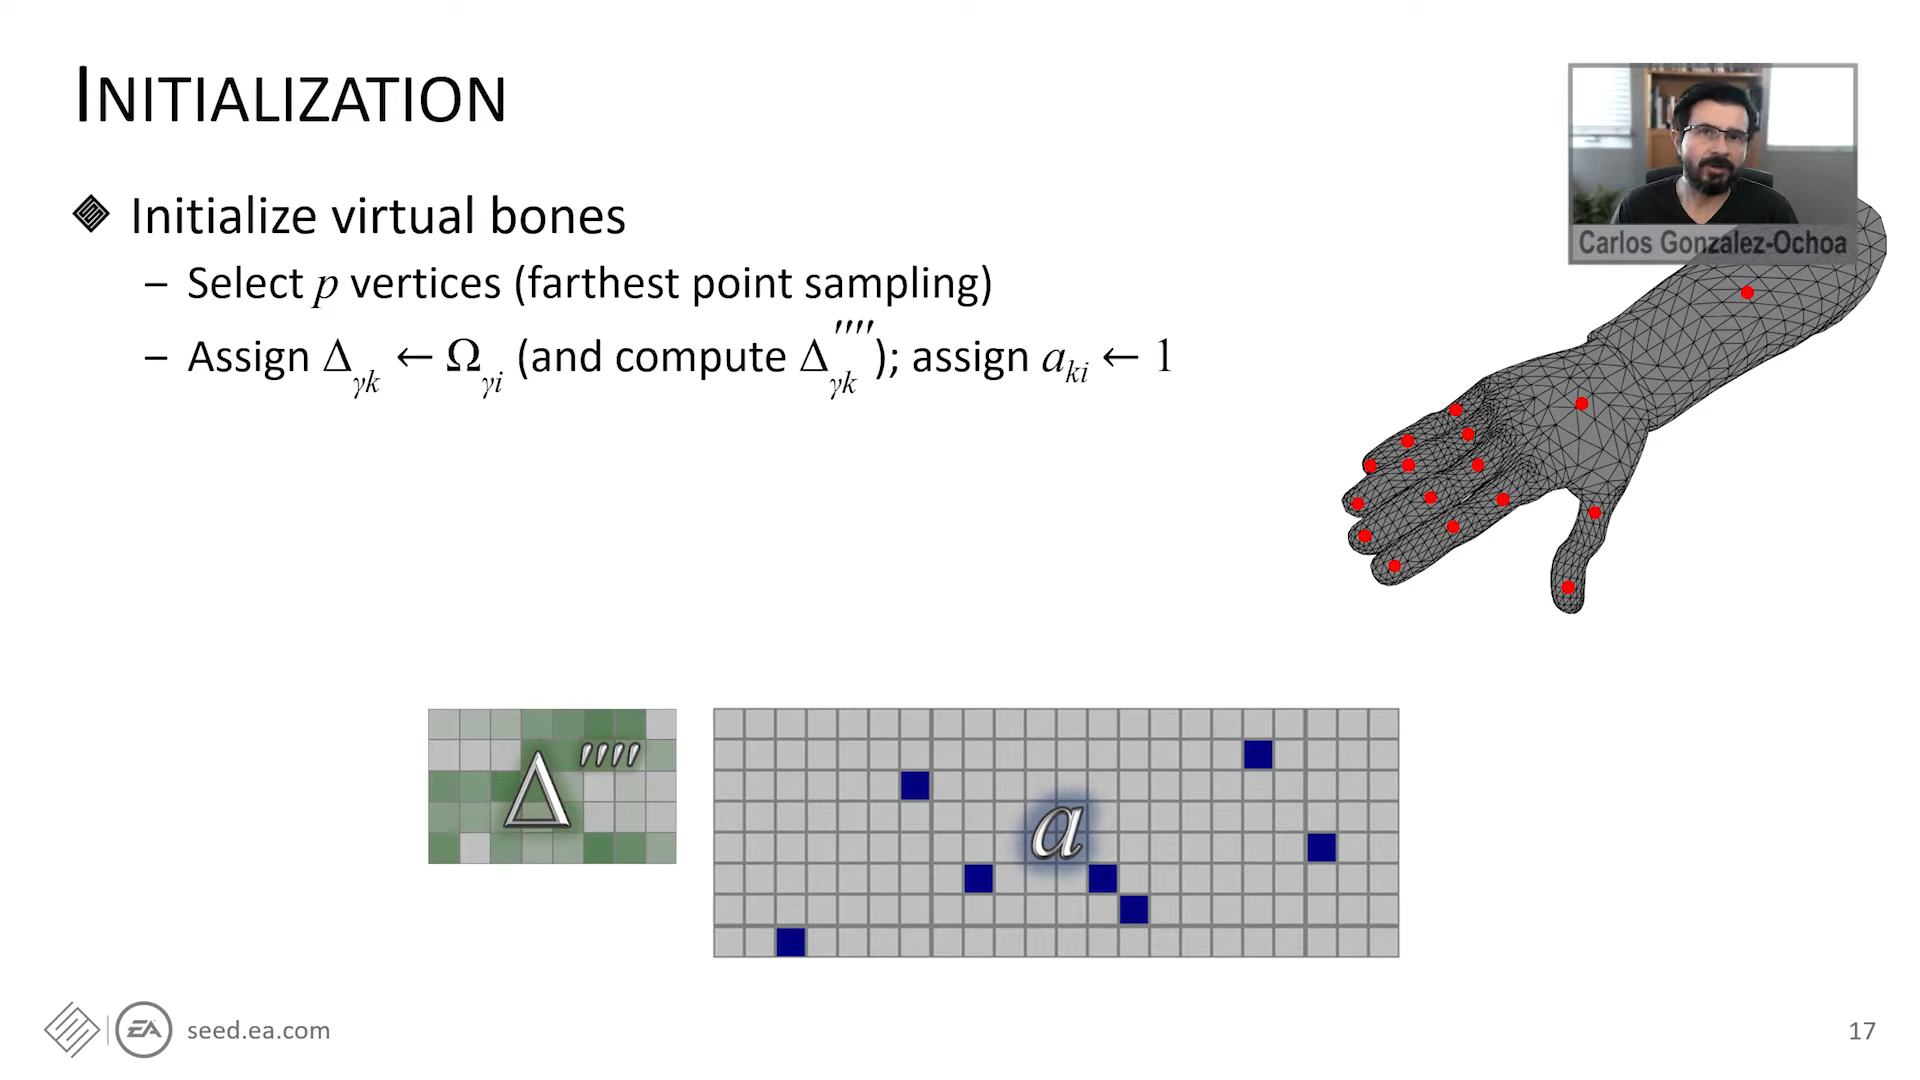 INITIALIZATION
Initialize virtual bones
– Select p vertices (farthest point sampling)
– Assign Δγk ← Ωγi (and compute Δ′′′′γk); assign aki ← 1
Carlos Gonzalez-Ochoa
Δ′′′′
a
EA
seed.ea.com
17